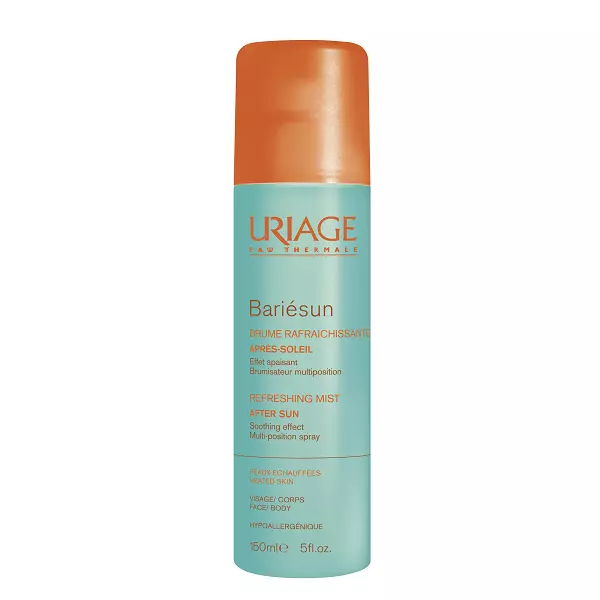 URIAGE
EAU THERMALE
Bariésun
BRUME RAFRAICHISSANTE
APRÈS-SOLEIL
Effet apaisant
Brumisateur multiposition
REFRESHING MIST
AFTER SUN
Soothing effect
Multi-position spray
PEAUX ÉCHAUFFÉES
HEATED SKIN
VISAGE/ CORPS
FACE/ BODY
HYPOALLERGÉNIQUE
150ml℮ 5fl.oz.